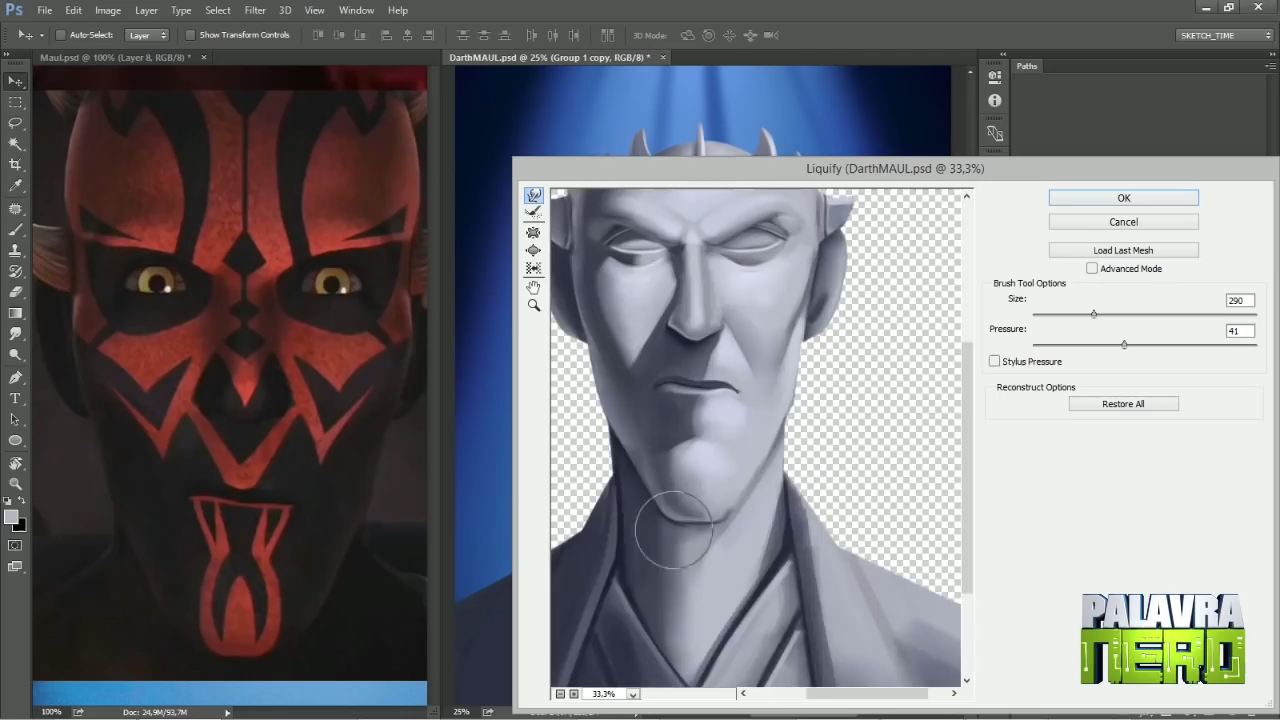 Ps File Edit Image Layer Type Select Filter 3D View Window Help
Auto-Select: Layer Show Transform Controls 3D Mode: SKETCH_TIME
Maul.psd @ 100% (Layer 8, RGB/8) * ×
DarthMAUL.psd @ 25% (Group 1 copy, RGB/8) * ×
Paths
Liquify (DarthMAUL.psd @ 33,3%)
OK
Cancel
Load Last Mesh
Advanced Mode
Brush Tool Options
Size: 290
Pressure: 41
Stylus Pressure
Reconstruct Options
Restore All
33,3%
PALAVRA
NERD
100% Doc: 24,9M/93,7M
25%